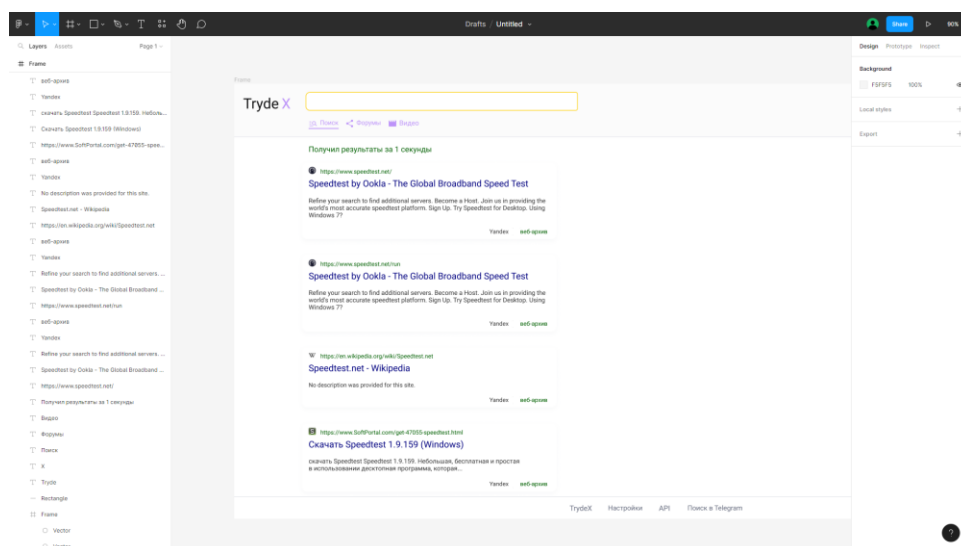 Drafts / Untitled
Share
90%
Layers
Assets
Page 1
Frame
веб-архив
Yandex
скачать Speedtest Speedtest 1.9.159. Неболь...
Скачать Speedtest 1.9.159 (Windows)
https://www.SoftPortal.com/get-47055-spee...
веб-архив
Yandex
No description was provided for this site.
Speedtest.net - Wikipedia
https://en.wikipedia.org/wiki/Speedtest.net
веб-архив
Yandex
Refine your search to find additional servers. ...
Speedtest by Ookla - The Global Broadband ...
https://www.speedtest.net/run
веб-архив
Yandex
Refine your search to find additional servers. ...
Speedtest by Ookla - The Global Broadband ...
https://www.speedtest.net/
Получил результаты за 1 секунды
Видео
Форумы
Поиск
X
Tryde
Rectangle
Frame
Vector
Frame
Tryde X
Поиск Форумы Видео
Получил результаты за 1 секунды
https://www.speedtest.net/
Speedtest by Ookla - The Global Broadband Speed Test
Refine your search to find additional servers. Become a Host. Join us in providing the
world's most accurate speedtest platform. Sign Up. Try Speedtest for Desktop. Using
Windows 7?
Yandex веб-архив
https://www.speedtest.net/run
Speedtest by Ookla - The Global Broadband Speed Test
Refine your search to find additional servers. Become a Host. Join us in providing the
world's most accurate speedtest platform. Sign Up. Try Speedtest for Desktop. Using
Windows 7?
Yandex веб-архив
W https://en.wikipedia.org/wiki/Speedtest.net
Speedtest.net - Wikipedia
No description was provided for this site.
Yandex веб-архив
S https://www.SoftPortal.com/get-47055-speedtest.html
Скачать Speedtest 1.9.159 (Windows)
скачать Speedtest Speedtest 1.9.159. Небольшая, бесплатная и простая
в использовании десктопная программа, которая...
Yandex веб-архив
TrydeX Настройки API Поиск в Telegram
Design Prototype Inspect
Background
F5F5F5 100%
Local styles
Export
?